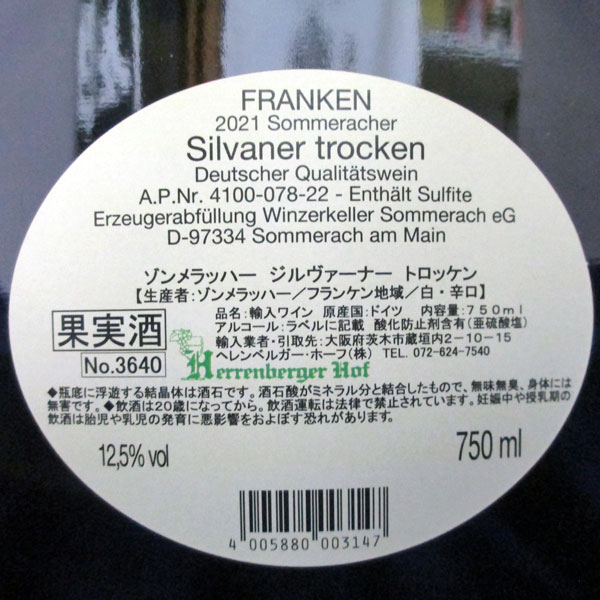 FRANKEN
2021 Sommeracher
Silvaner trocken
Deutscher Qualitätswein
A.P.Nr. 4100-078-22 - Enthält Sulfite
Erzeugerabfüllung Winzerkeller Sommerach eG
D-97334 Sommerach am Main
ゾンメラッハー ジルヴァーナー トロッケン
【生産者:ゾンメラッハー／フランケン地域／白・辛口】
果実酒
No.3640
品名:輸入ワイン 原産国:ドイツ 内容量:750ml
アルコール:ラベルに記載 酸化防止剤含有(亜硫酸塩)
輸入業者・引取先:大阪府茨木市蔵垣内2-10-15
ヘレンベルガー・ホーフ(株) TEL. 072-624-7540
Herrenberger Hof
◆瓶底に浮遊する結晶体は酒石です。酒石酸がミネラル分と結合したもので、無味無臭、身体には
無害です。◆飲酒は20歳になってから。飲酒運転は法律で禁止されています。妊娠中や授乳期の
飲酒は胎児や乳児の発育に悪影響をおよぼす恐れがあります。
12,5% vol
750 ml
4 005880 003147